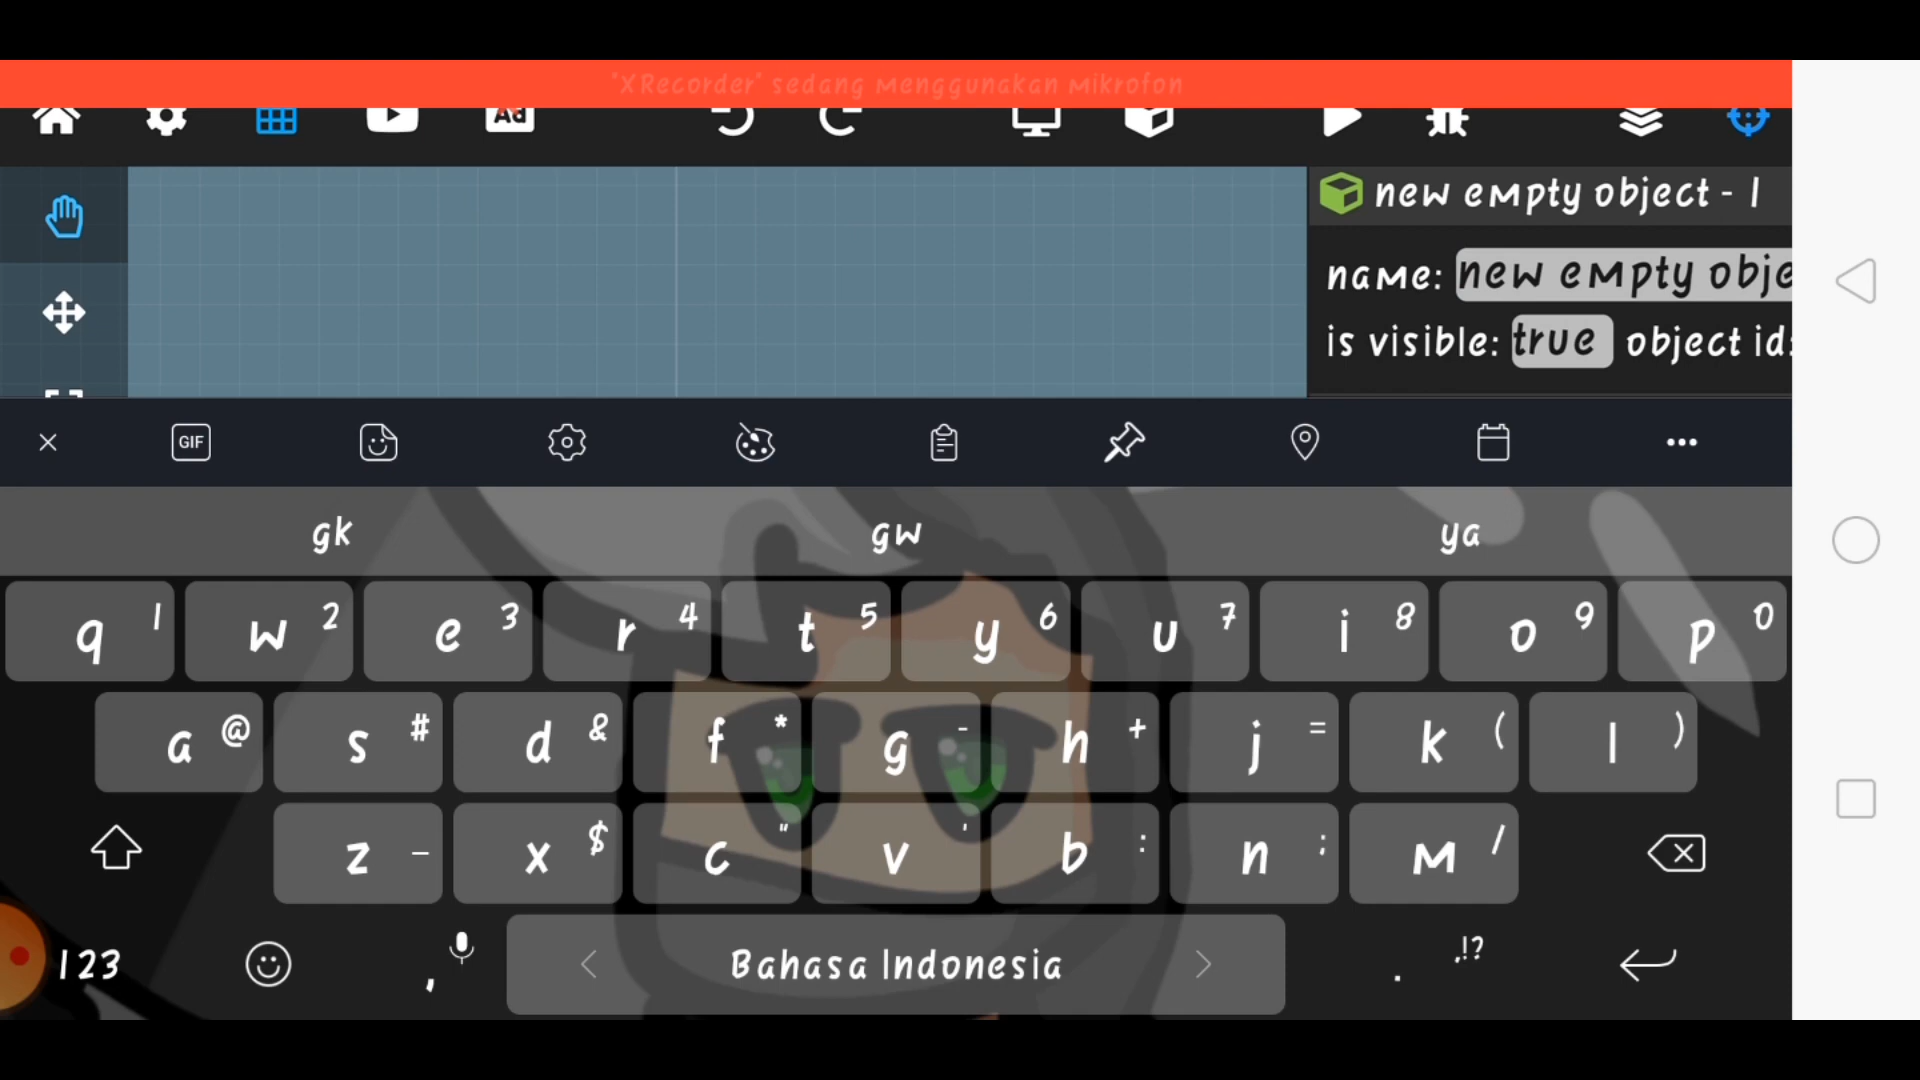 "XRecorder" sedang menggunakan mikrofon
Ad
new empty object - 1
name: new empty obje
is visible: true object id:
GIF
gk gw ya
q 1 w 2 e 3 r 4 t 5 y 6 u 7 i 8 o 9 p 0
a @ s # d & f * g - h + j = k ( l )
z _ x $ c " v ' b : n ; m /
123 , Bahasa Indonesia . .!?